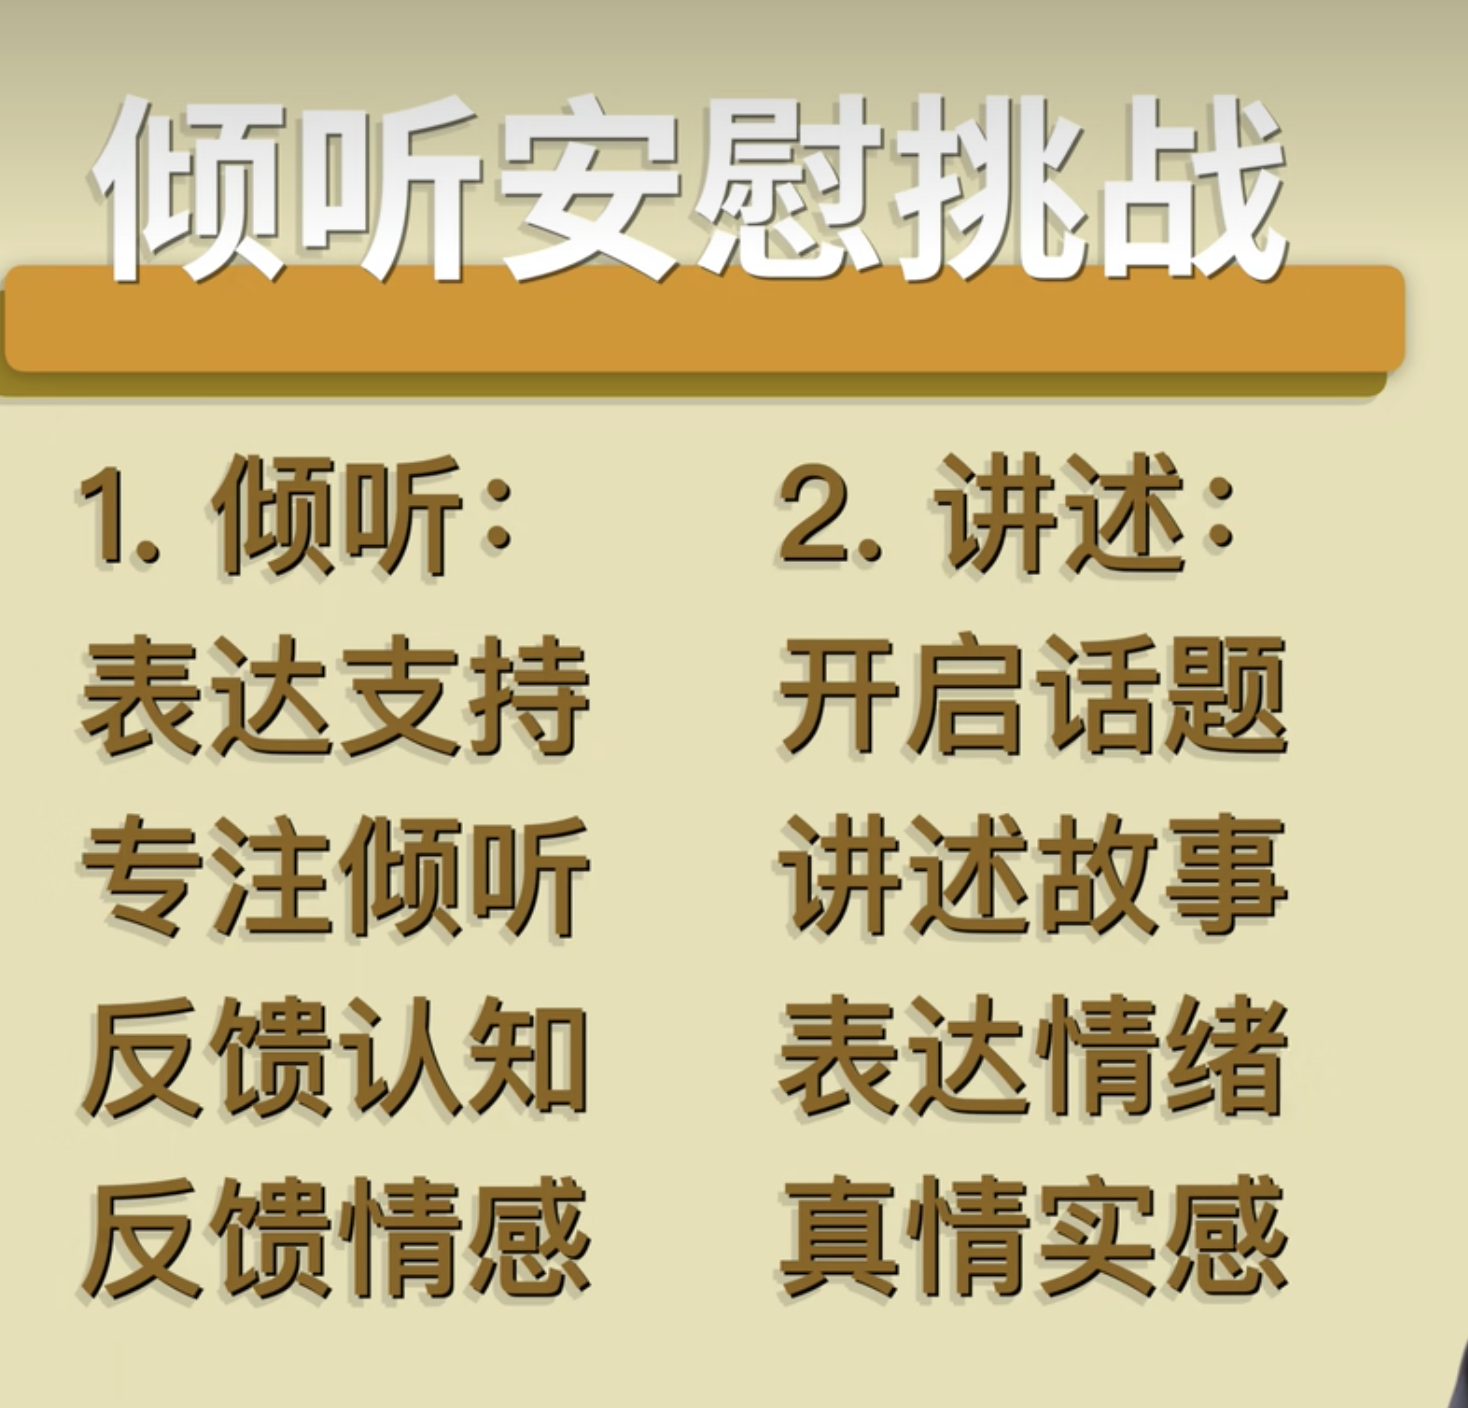 倾听安慰挑战
1. 倾听：
表达支持
专注倾听
反馈认知
反馈情感
2. 讲述：
开启话题
讲述故事
表达情绪
真情实感